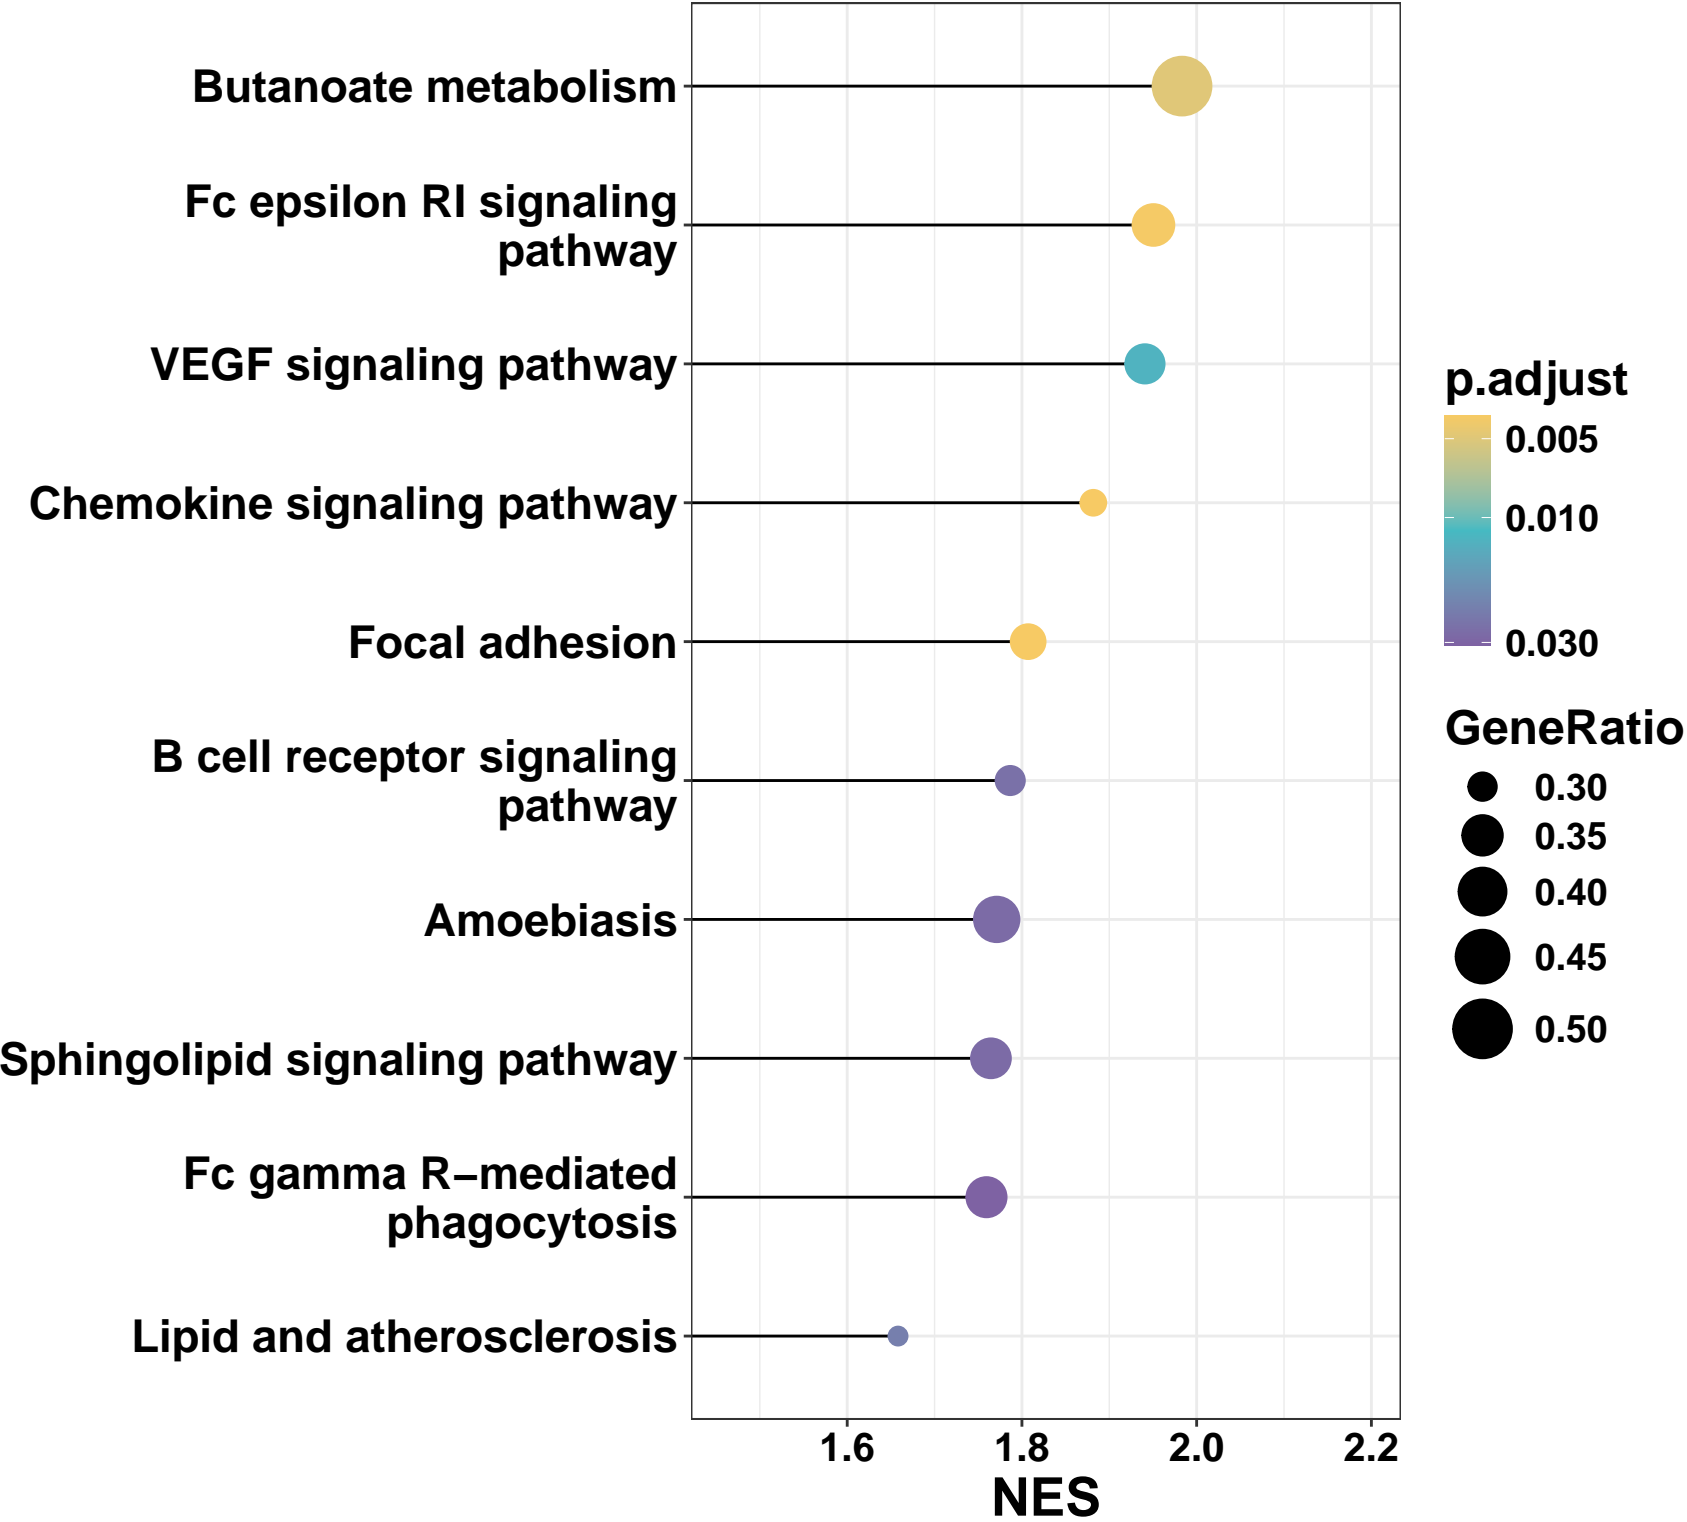 Butanoate metabolism
Fc epsilon RI signaling
pathway
VEGF signaling pathway
Chemokine signaling pathway
Focal adhesion
B cell receptor signaling
pathway
Amoebiasis
Sphingolipid signaling pathway
Fc gamma R−mediated
phagocytosis
Lipid and atherosclerosis
1.6 1.8 2.0 2.2
NES
p.adjust
0.005
0.010
0.030
GeneRatio
0.30
0.35
0.40
0.45
0.50